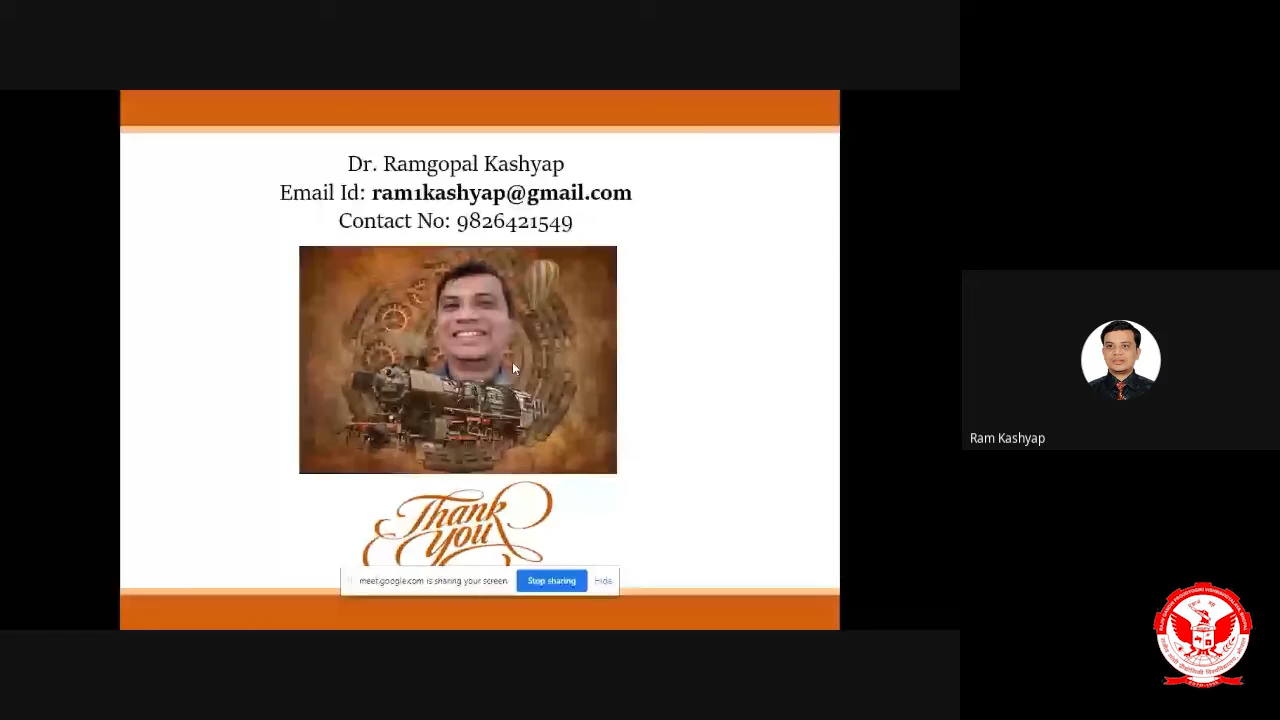 Dr. Ramgopal Kashyap
Email Id: ram1kashyap@gmail.com
Contact No: 9826421549
Thank
you
meet.google.com is sharing your screen
Stop sharing
Hide
Ram Kashyap